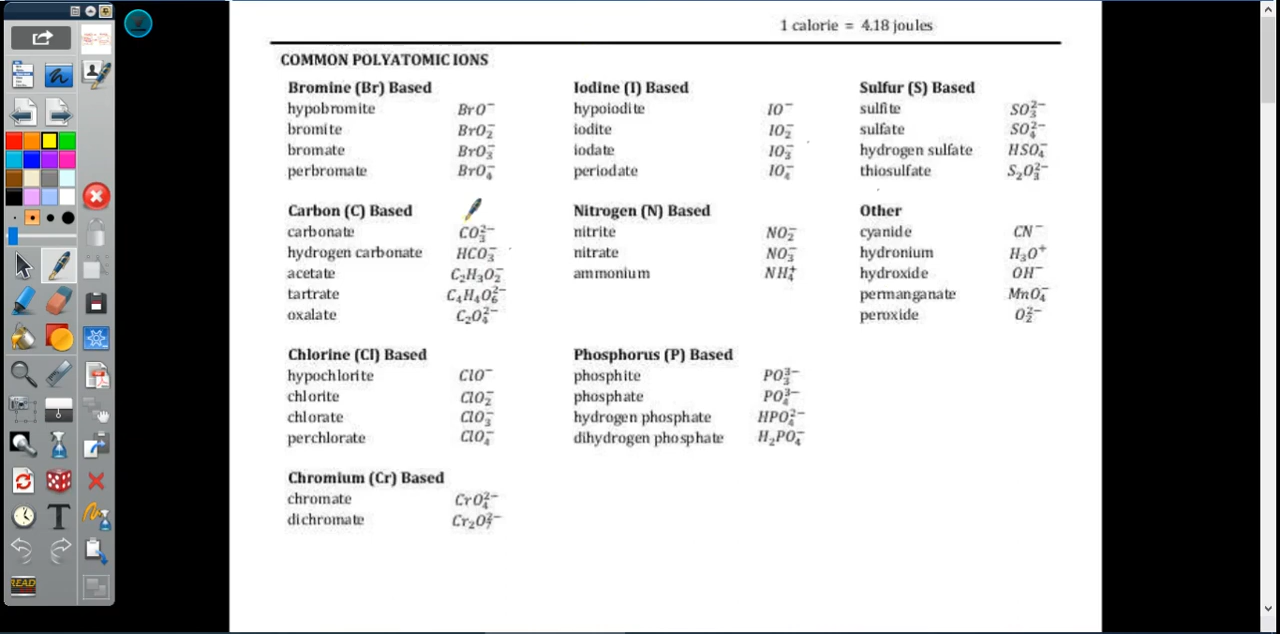 1 calorie = 4.18 joules
COMMON POLYATOMIC IONS
Bromine (Br) Based
hypobromite BrO⁻
bromite BrO₂⁻
bromate BrO₃⁻
perbromate BrO₄⁻
Iodine (I) Based
hypoiodite IO⁻
iodite IO₂⁻
iodate IO₃⁻
periodate IO₄⁻
Sulfur (S) Based
sulfite SO₃²⁻
sulfate SO₄²⁻
hydrogen sulfate HSO₄⁻
thiosulfate S₂O₃²⁻
Carbon (C) Based
carbonate CO₃²⁻
hydrogen carbonate HCO₃⁻
acetate C₂H₃O₂⁻
tartrate C₄H₄O₆²⁻
oxalate C₂O₄²⁻
Nitrogen (N) Based
nitrite NO₂⁻
nitrate NO₃⁻
ammonium NH₄⁺
Other
cyanide CN⁻
hydronium H₃O⁺
hydroxide OH⁻
permanganate MnO₄⁻
peroxide O₂²⁻
Chlorine (Cl) Based
hypochlorite ClO⁻
chlorite ClO₂⁻
chlorate ClO₃⁻
perchlorate ClO₄⁻
Phosphorus (P) Based
phosphite PO₃³⁻
phosphate PO₄³⁻
hydrogen phosphate HPO₄²⁻
dihydrogen phosphate H₂PO₄⁻
Chromium (Cr) Based
chromate CrO₄²⁻
dichromate Cr₂O₇²⁻
READ